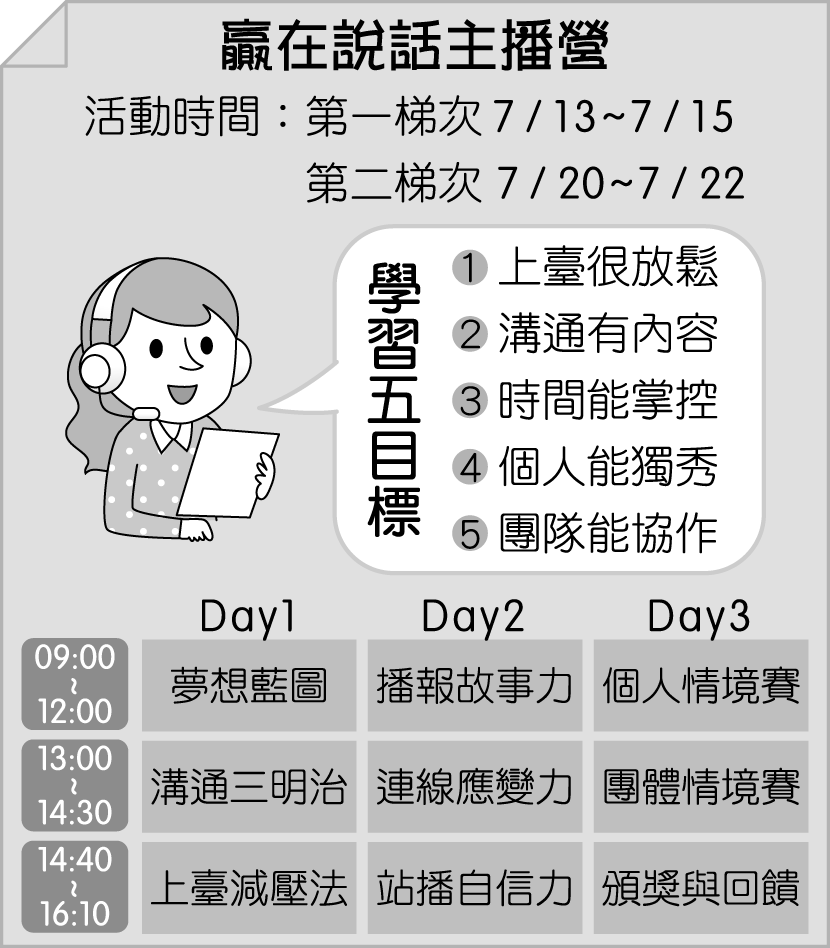 贏在說話主播營
活動時間：第一梯次 7 / 13~7 / 15
第二梯次 7 / 20~7 / 22
學習五目標
1 上臺很放鬆
2 溝通有內容
3 時間能掌控
4 個人能獨秀
5 團隊能協作
Day1 Day2 Day3
09:00~12:00 夢想藍圖 播報故事力 個人情境賽
13:00~14:30 溝通三明治 連線應變力 團體情境賽
14:40~16:10 上臺減壓法 站播自信力 頒獎與回饋